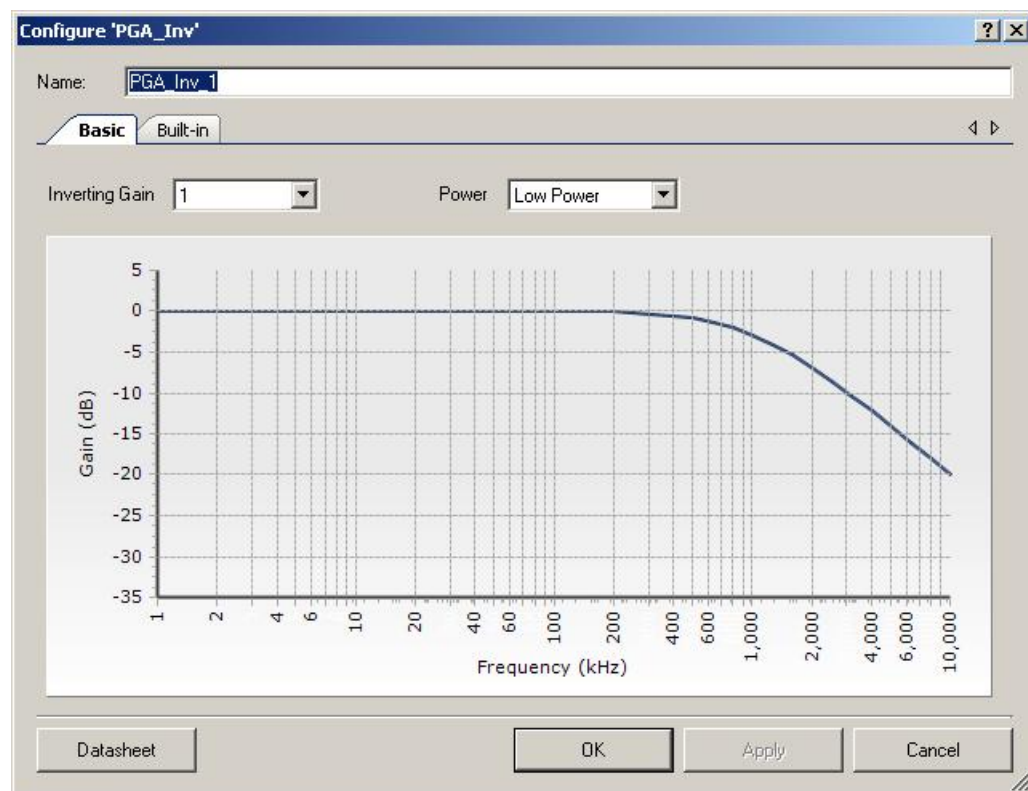 Configure 'PGA_Inv'
? X
Name: PGA_Inv_1
Basic Built-in
Inverting Gain 1 Power Low Power
5
0
-5
-10
-15
-20
-25
-30
-35
Gain (dB)
1 2 4 6 10 20 40 60 100 200 400 600 1,000 2,000 4,000 6,000 10,000
Frequency (kHz)
Datasheet OK Apply Cancel